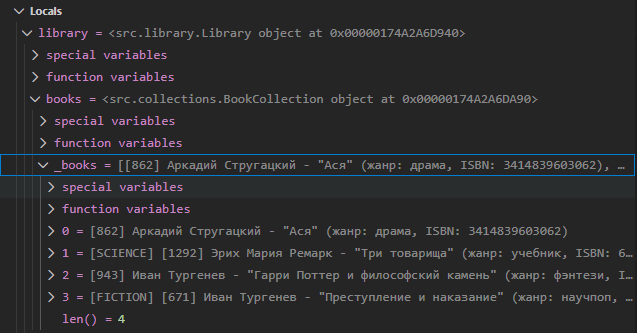 Locals
library = <src.library.Library object at 0x00000174A2A6D940>
special variables
function variables
books = <src.collections.BookCollection object at 0x00000174A2A6DA90>
special variables
function variables
_books = [[862] Аркадий Стругацкий - "Ася" (жанр: драма, ISBN: 3414839603062), …
special variables
function variables
0 = [862] Аркадий Стругацкий - "Ася" (жанр: драма, ISBN: 3414839603062)
1 = [SCIENCE] [1292] Эрих Мария Ремарк - "Три товарища" (жанр: учебник, ISBN: 6…
2 = [943] Иван Тургенев - "Гарри Поттер и философский камень" (жанр: фэнтези, I…
3 = [FICTION] [671] Иван Тургенев - "Преступление и наказание" (жанр: научпоп, …
len() = 4